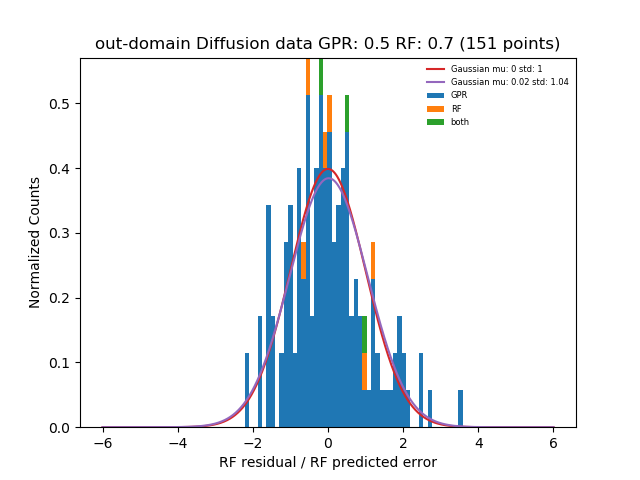 out-domain Diffusion data GPR: 0.5 RF: 0.7 (151 points)
Gaussian mu: 0 std: 1
Gaussian mu: 0.02 std: 1.04
GPR
RF
both
Normalized Counts
0.5
0.4
0.3
0.2
0.1
0.0
−6 −4 −2 0 2 4 6
RF residual / RF predicted error